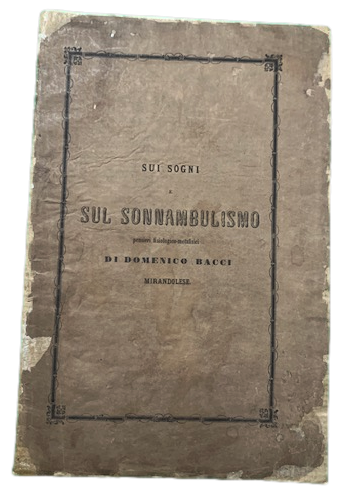 SUI SOGNI
E
SUL SONNAMBULISMO
pensieri fisiologico-metafisici
DI DOMENICO BACCI
MIRANDOLESE